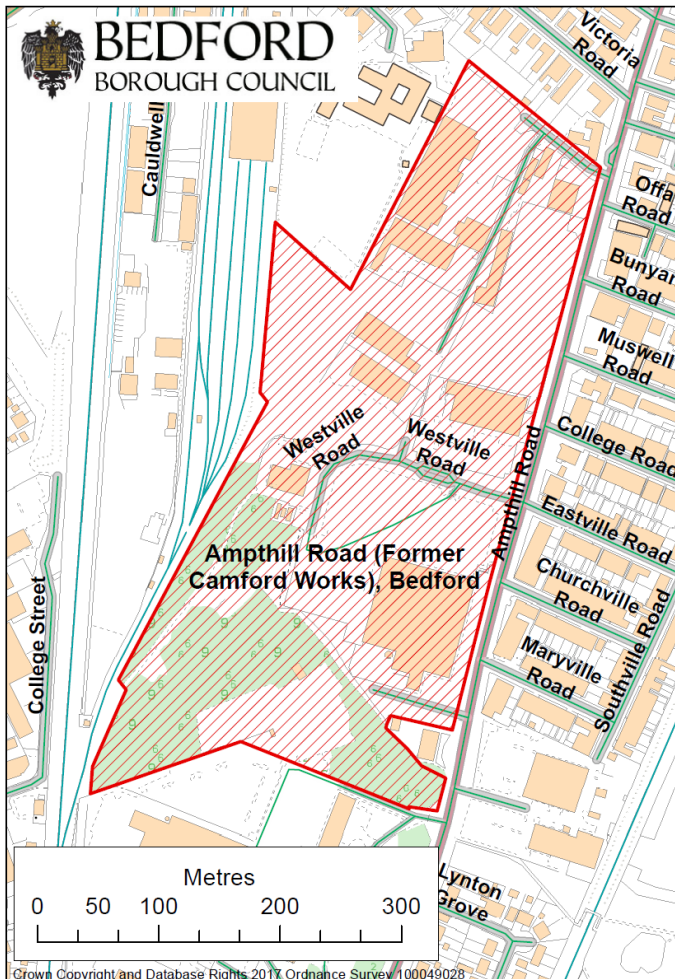 BEDFORD
BOROUGH COUNCIL
Victoria
Road
Cauldwell
Offa
Road
Bunyan
Road
Muswell
Road
College Road
Westville
Road
Westville
Road
Ampthill Road
Eastville Road
Ampthill Road (Former
Camford Works), Bedford
Churchville
Road
Maryville
Road
Southville Road
College Street
Lynton
Grove
Metres
0 50 100 200 300
Crown Copyright and Database Rights 2017 Ordnance Survey 100049028